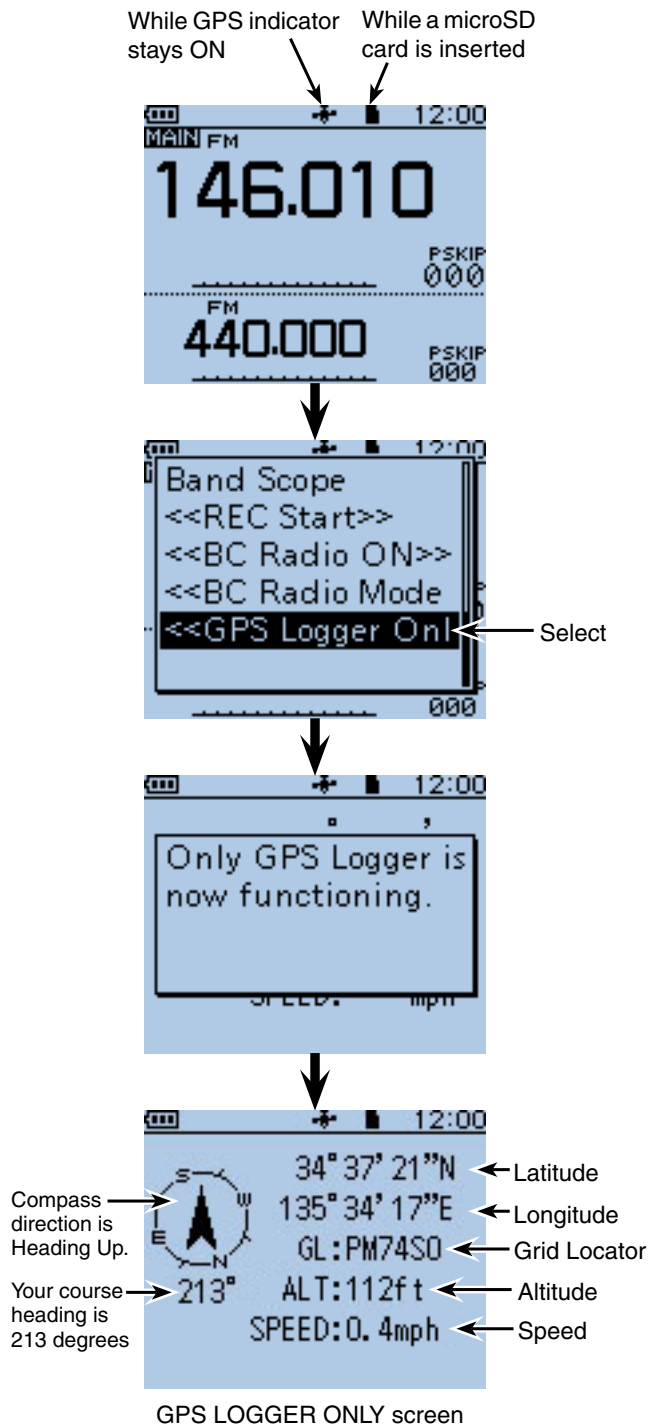 While GPS indicator
stays ON
While a microSD
card is inserted
12:00
MAIN FM
146.010
PSKIP
000
FM
440.000
PSKIP
000
12:00
Band Scope
<<REC Start>>
<<BC Radio ON>>
<<BC Radio Mode
<<GPS Logger Onl
Select
000
12:00
Only GPS Logger is
now functioning.
SPEED: mph
12:00
S
W
E
N
34°37'21"N
Latitude
135°34'17"E
Longitude
GL:PM74SO
Grid Locator
Compass
direction is
Heading Up.
213°
ALT:112ft
Altitude
Your course
heading is
213 degrees
SPEED:0.4mph
Speed
GPS LOGGER ONLY screen